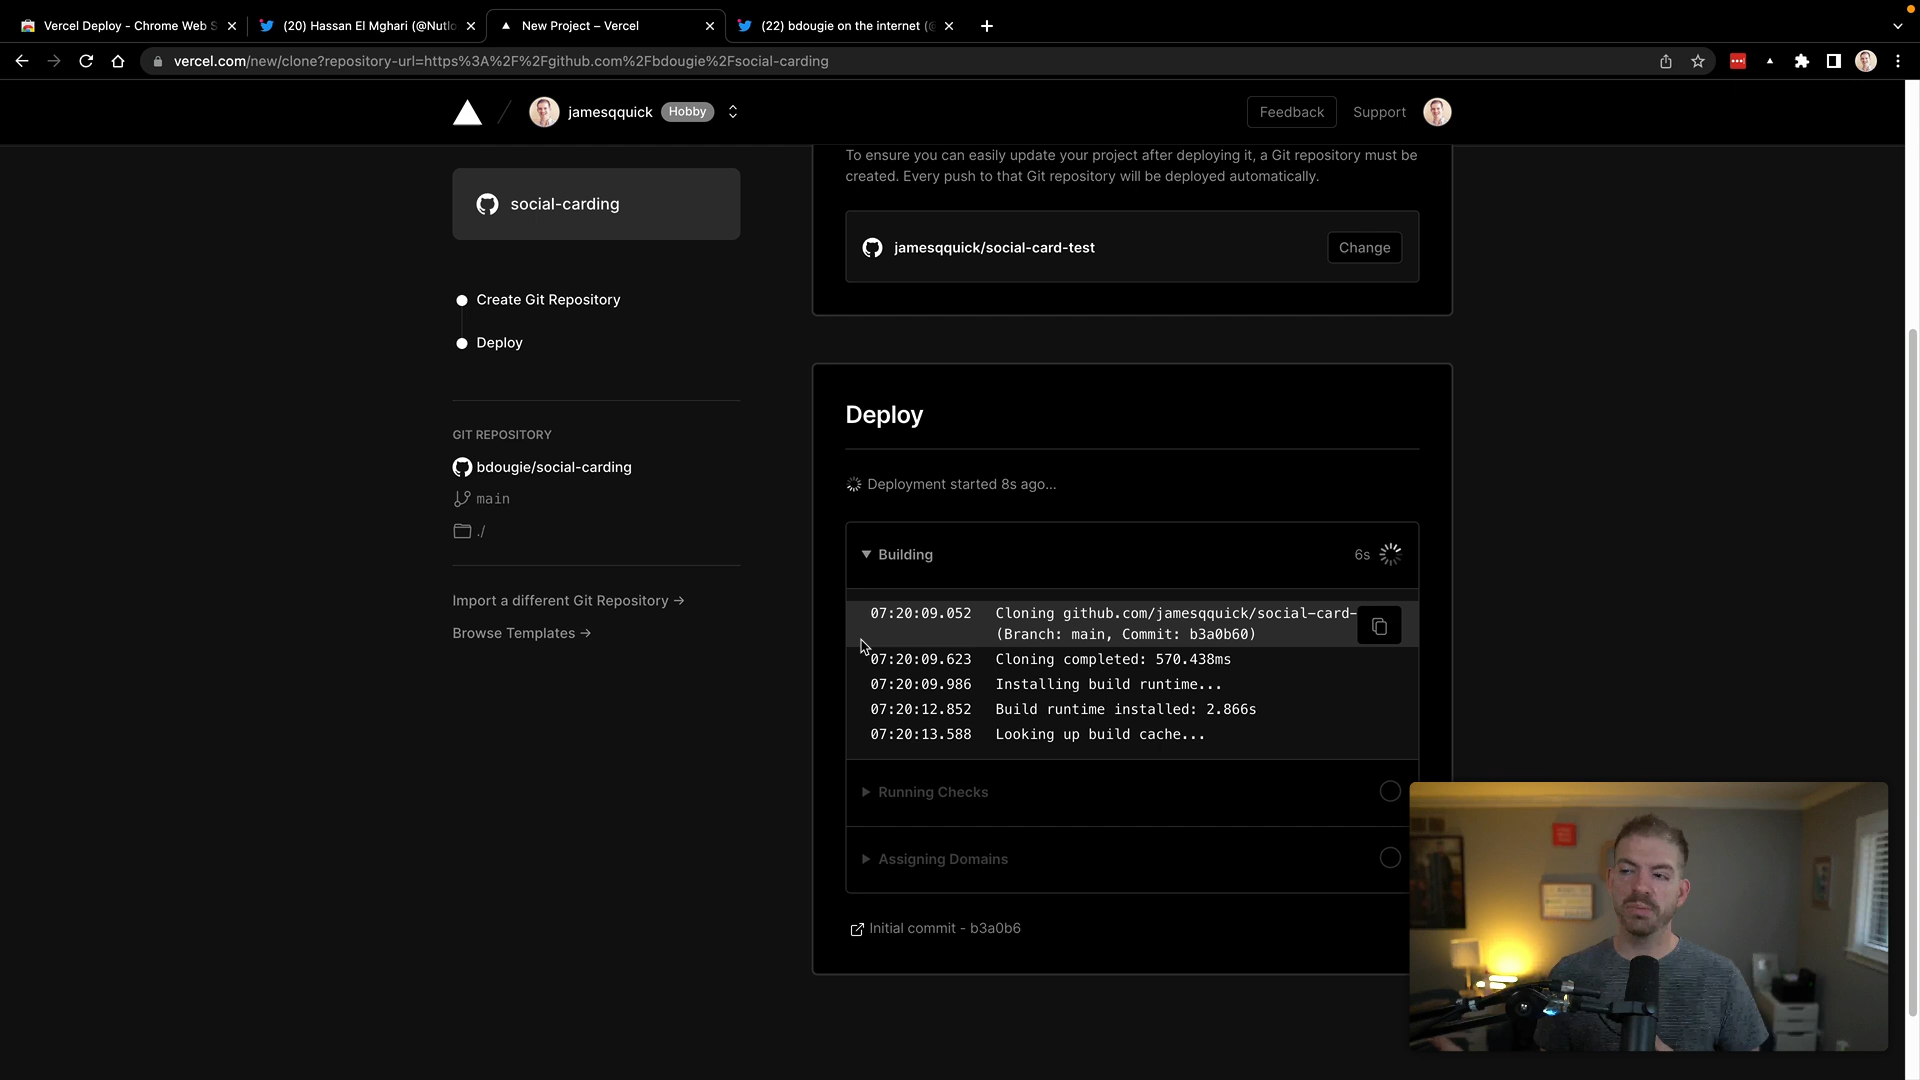 Vercel Deploy - Chrome Web S
(20) Hassan El Mghari (@Nutlo
New Project – Vercel
(22) bdougie on the internet (@
vercel.com/new/clone?repository-url=https%3A%2F%2Fgithub.com%2Fbdougie%2Fsocial-carding
jamesqquick
Hobby
Feedback
Support
To ensure you can easily update your project after deploying it, a Git repository must be
created. Every push to that Git repository will be deployed automatically.
social-carding
jamesqquick/social-card-test
Change
Create Git Repository
Deploy
GIT REPOSITORY
bdougie/social-carding
main
./
Import a different Git Repository →
Browse Templates →
Deploy
Deployment started 8s ago...
Building
6s
07:20:09.052 Cloning github.com/jamesqquick/social-card-
(Branch: main, Commit: b3a0b60)
07:20:09.623 Cloning completed: 570.438ms
07:20:09.986 Installing build runtime...
07:20:12.852 Build runtime installed: 2.866s
07:20:13.588 Looking up build cache...
Running Checks
Assigning Domains
Initial commit - b3a0b6